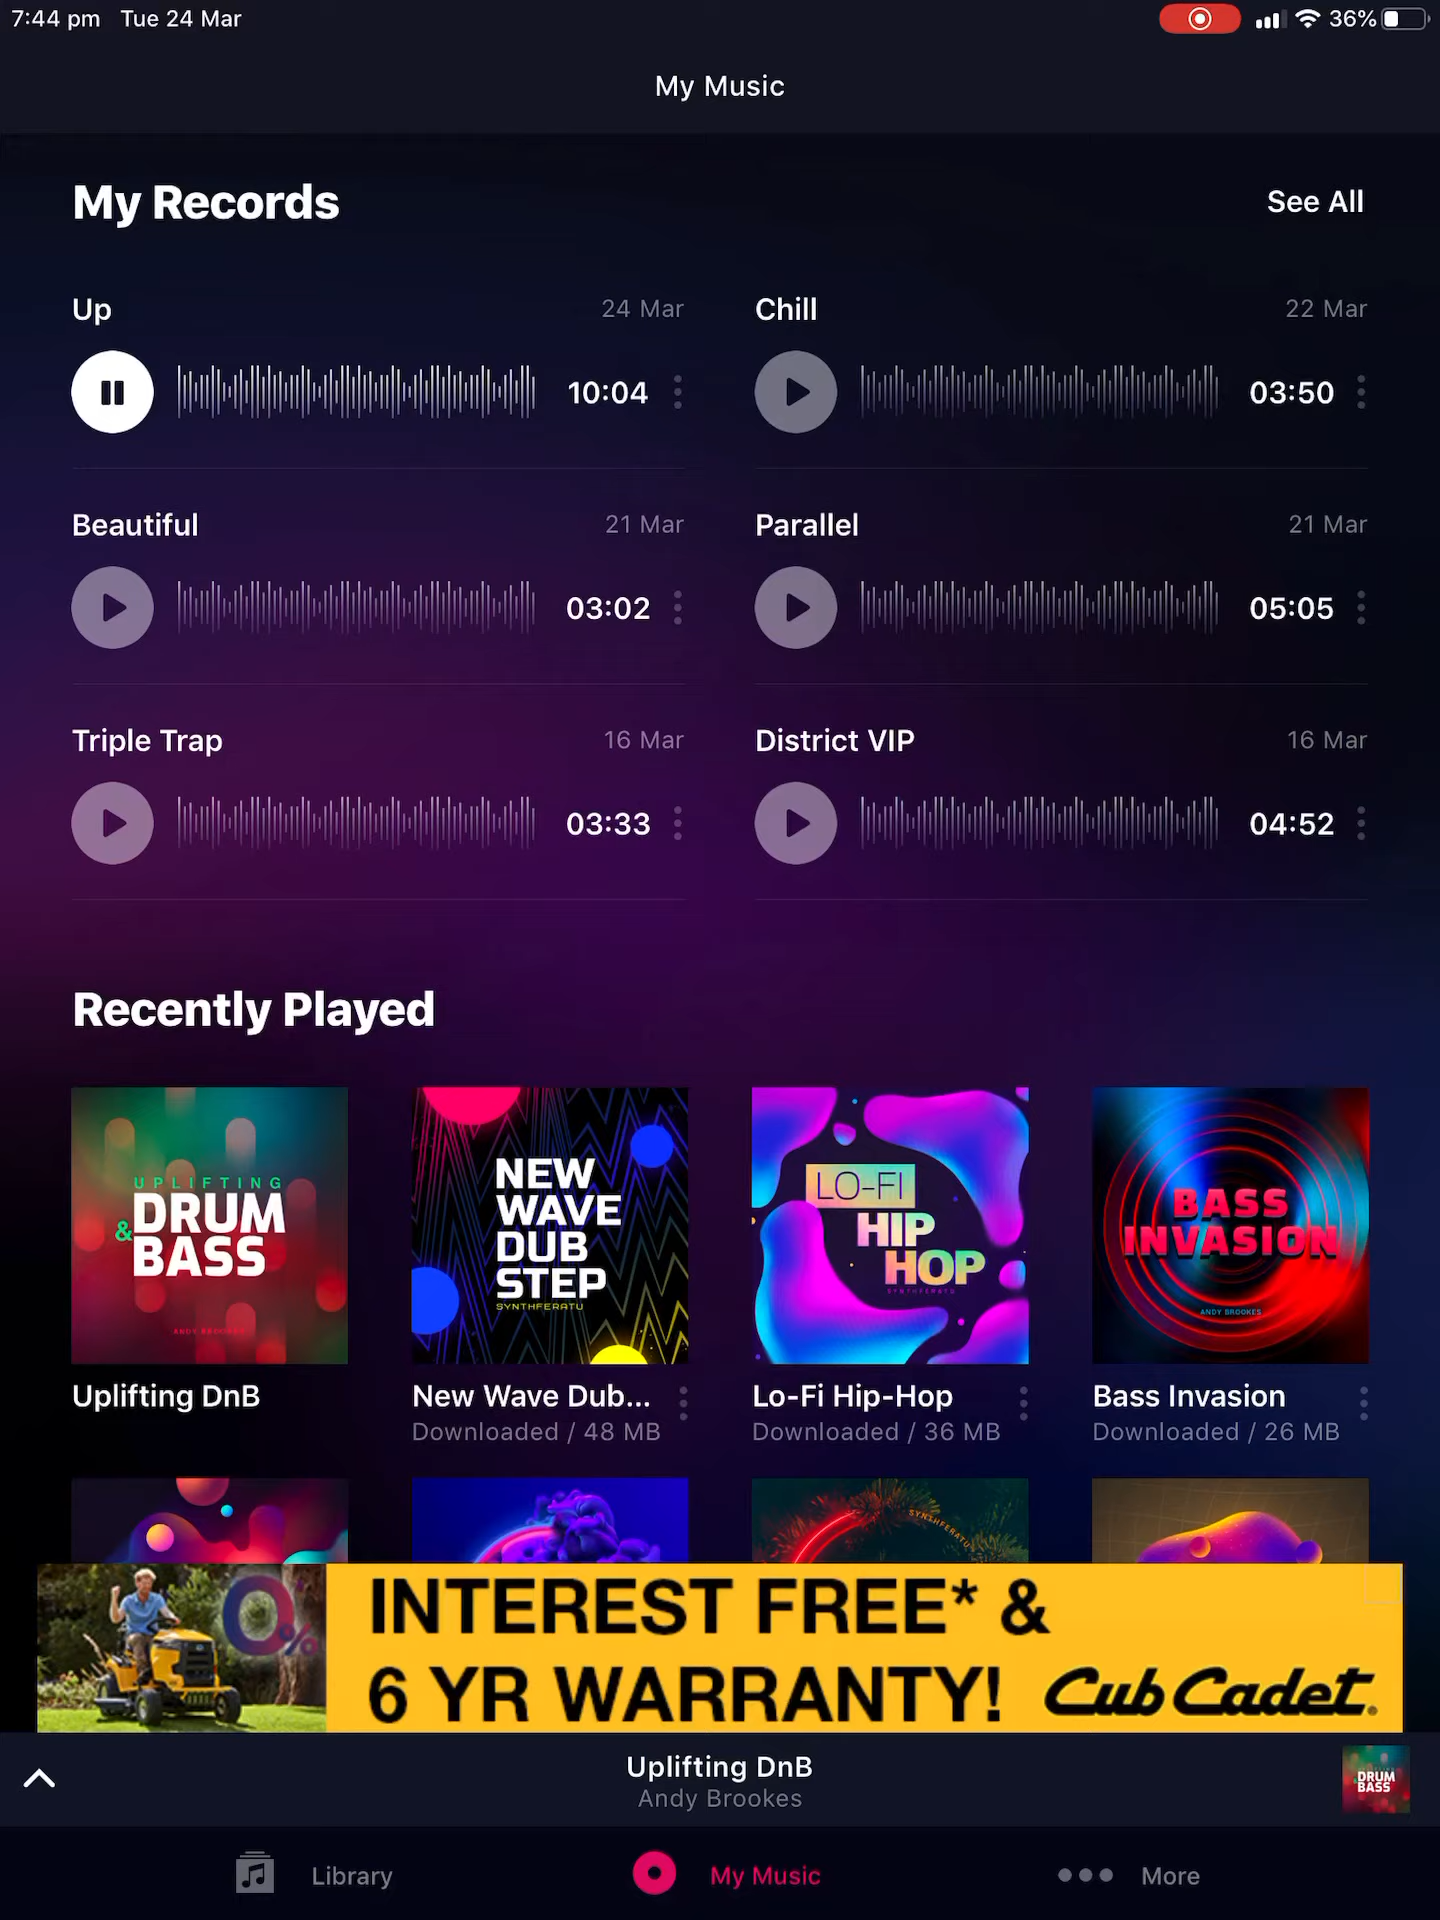 7:44 pm Tue 24 Mar 36%
My Music
My Records See All
Up 24 Mar
10:04
Chill 22 Mar
03:50
Beautiful 21 Mar
03:02
Parallel 21 Mar
05:05
Triple Trap 16 Mar
03:33
District VIP 16 Mar
04:52
Recently Played
UPLIFTING
DRUM
& BASS
ANDY BROOKES
NEW
WAVE
DUB
STEP
SYNTHFERATU
LO-FI
HIP
HOP
SYNTHFERATU
BASS
INVASION
ANDY BROOKES
Uplifting DnB
New Wave Dub...
Downloaded / 48 MB
Lo-Fi Hip-Hop
Downloaded / 36 MB
Bass Invasion
Downloaded / 26 MB
SYNTHFERATU
0%
INTEREST FREE* &
6 YR WARRANTY! Cub Cadet.
Uplifting DnB
Andy Brookes
DRUM
& BASS
Library My Music More